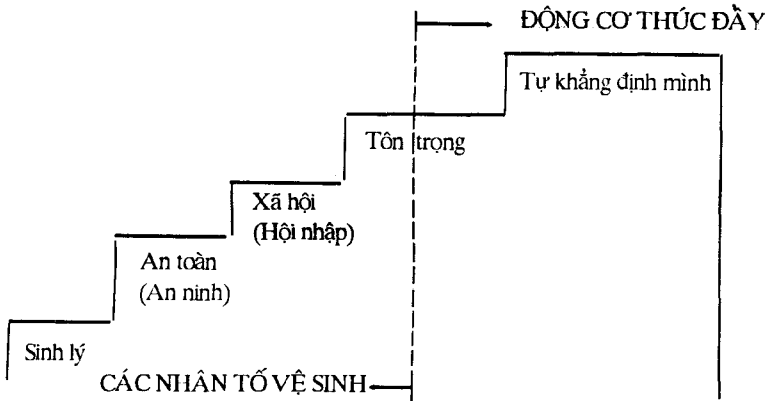 ĐỘNG CƠ THÚC ĐẨY
Tự khẳng định mình
Tôn trọng
Xã hội
(Hội nhập)
An toàn
(An ninh)
Sinh lý
CÁC NHÂN TỐ VỆ SINH